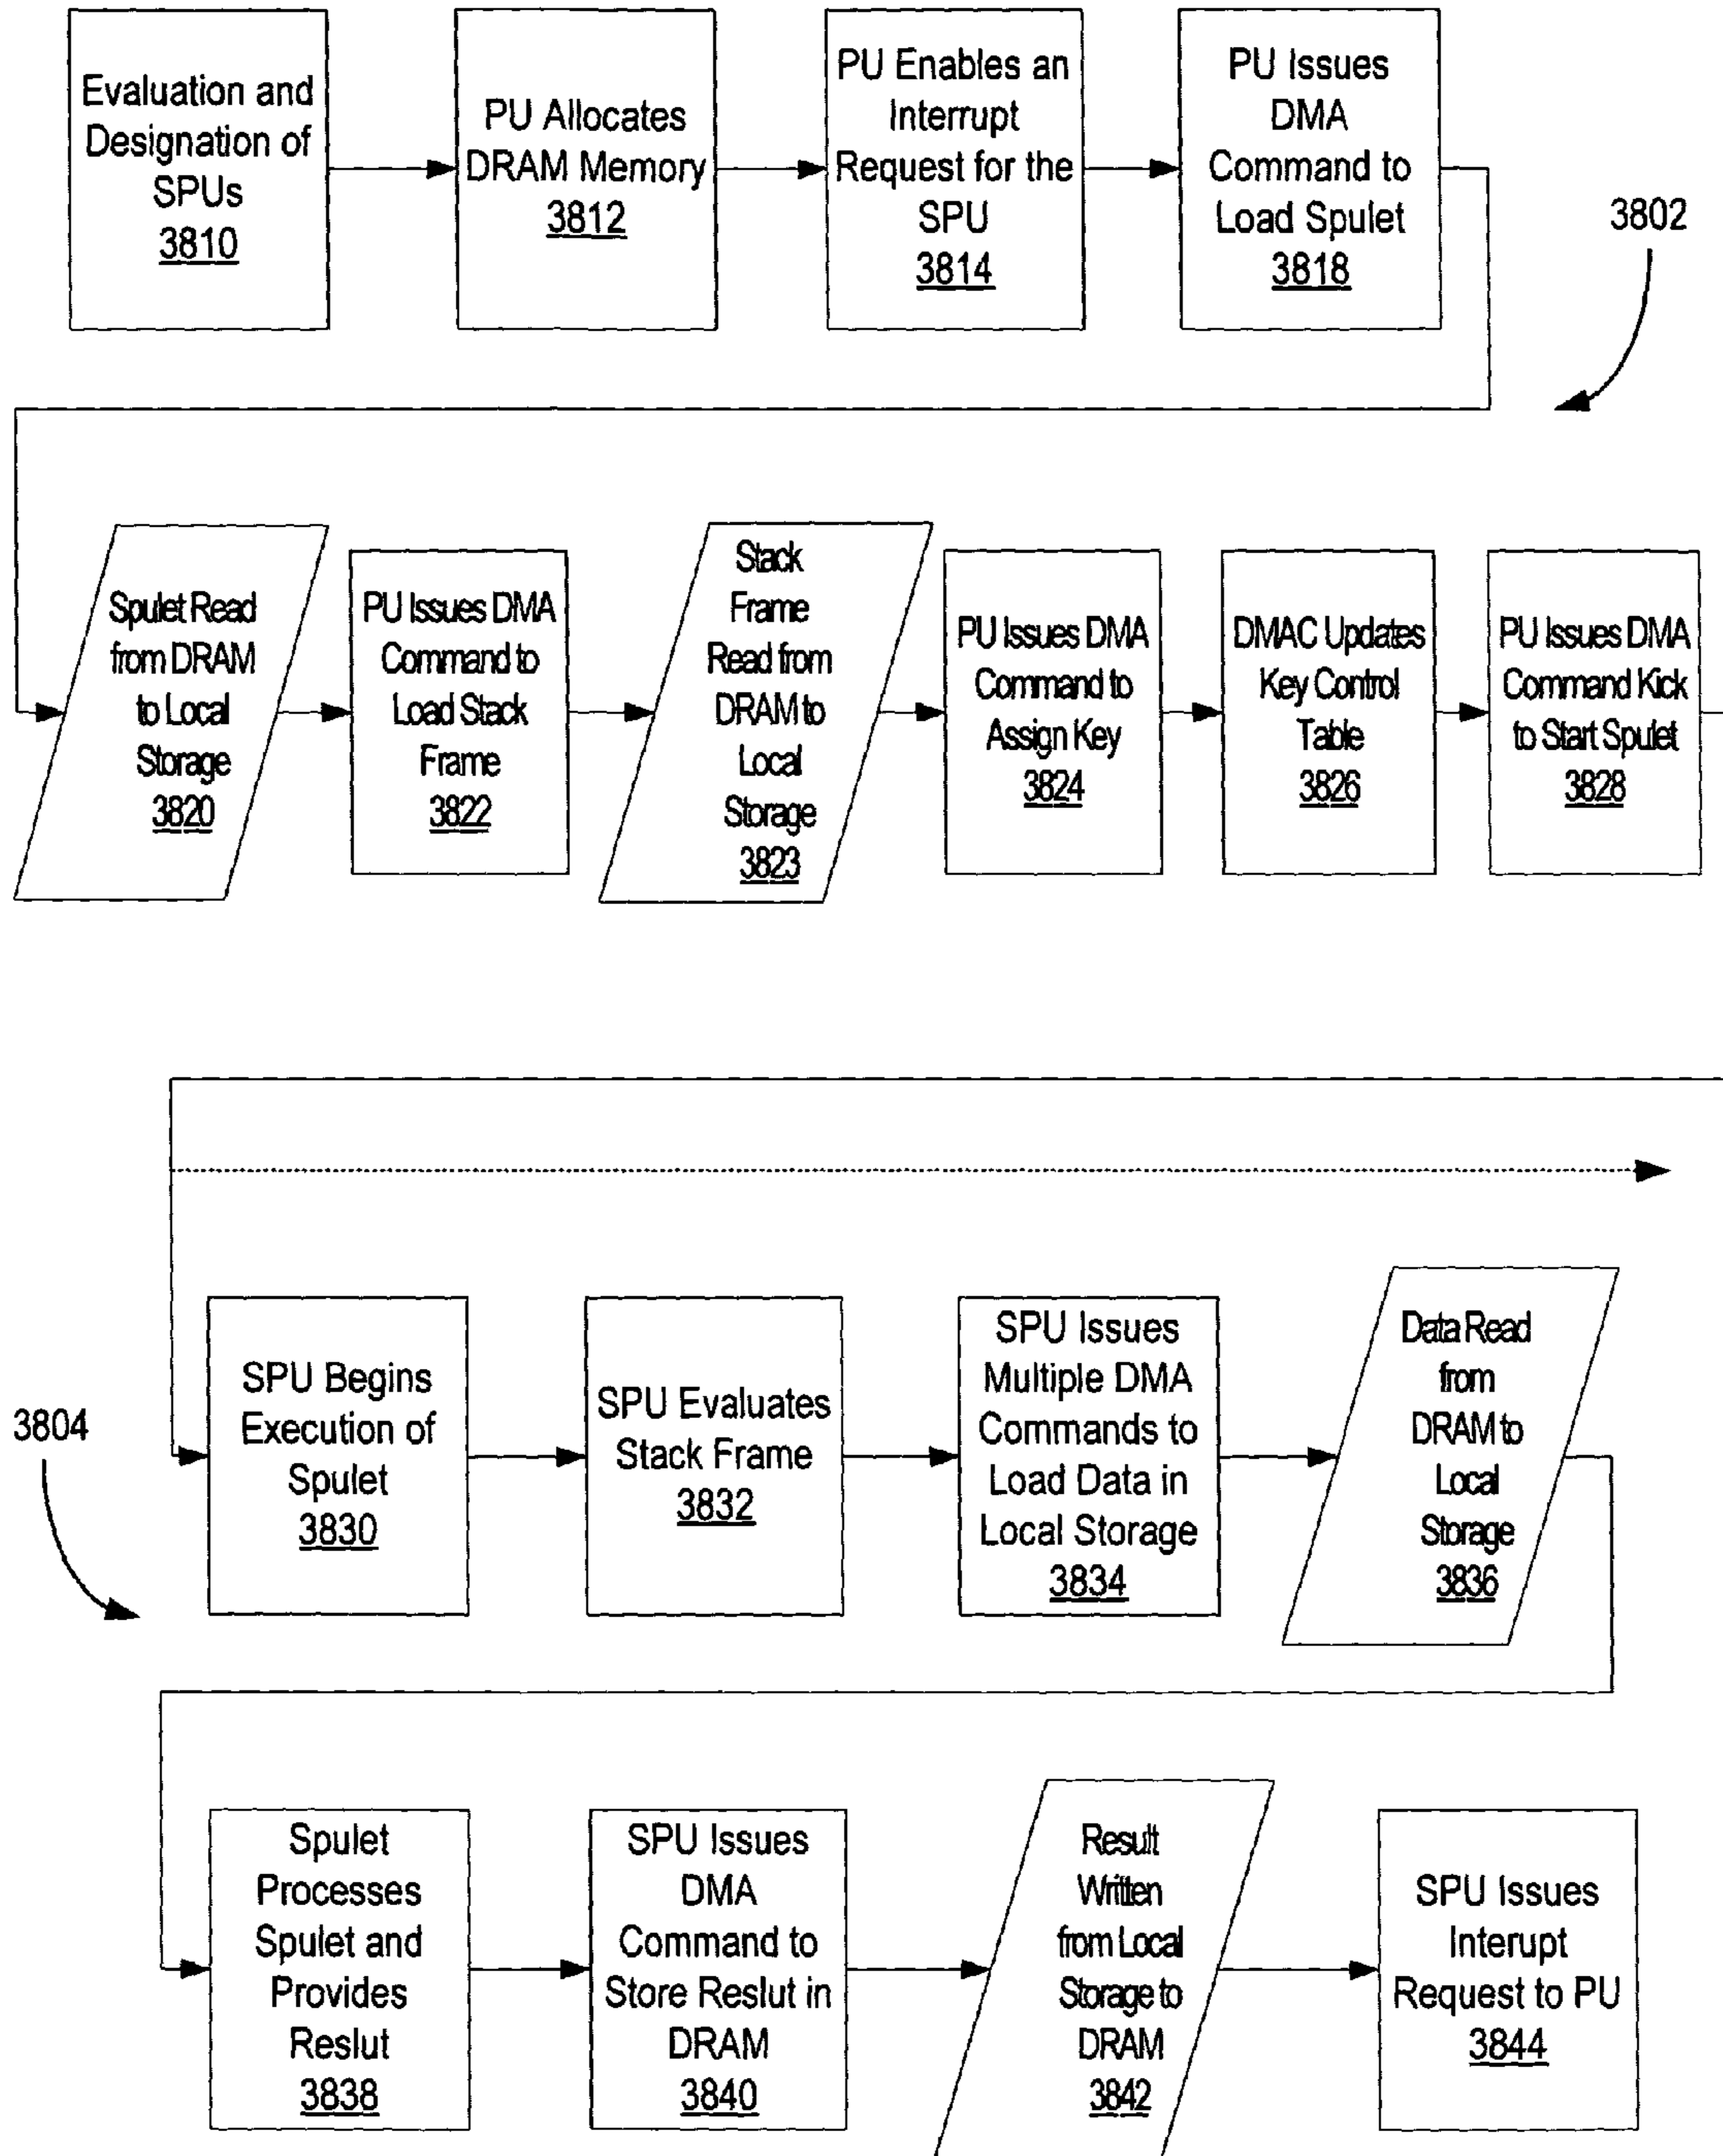 Evaluation and
Designation of
SPUs
3810
PU Allocates
DRAM Memory
3812
PU Enables an
Interrupt
Request for the
SPU
3814
PU Issues
DMA
Command to
Load Spulet
3818
3802
Spulet Read
from DRAM
to Local
Storage
3820
PU Issues DMA
Command to
Load Stack
Frame
3822
Stack
Frame
Read from
DRAM to
Local
Storage
3823
PU Issues DMA
Command to
Assign Key
3824
DMAC Updates
Key Control
Table
3826
PU Issues DMA
Command Kick
to Start Spulet
3828
3804
SPU Begins
Execution of
Spulet
3830
SPU Evaluates
Stack Frame
3832
SPU Issues
Multiple DMA
Commands to
Load Data in
Local Storage
3834
Data Read
from
DRAM to
Local
Storage
3836
Spulet
Processes
Spulet and
Provides
Reslut
3838
SPU Issues
DMA
Command to
Store Reslut in
DRAM
3840
Result
Written
from Local
Storage to
DRAM
3842
SPU Issues
Interupt
Request to PU
3844